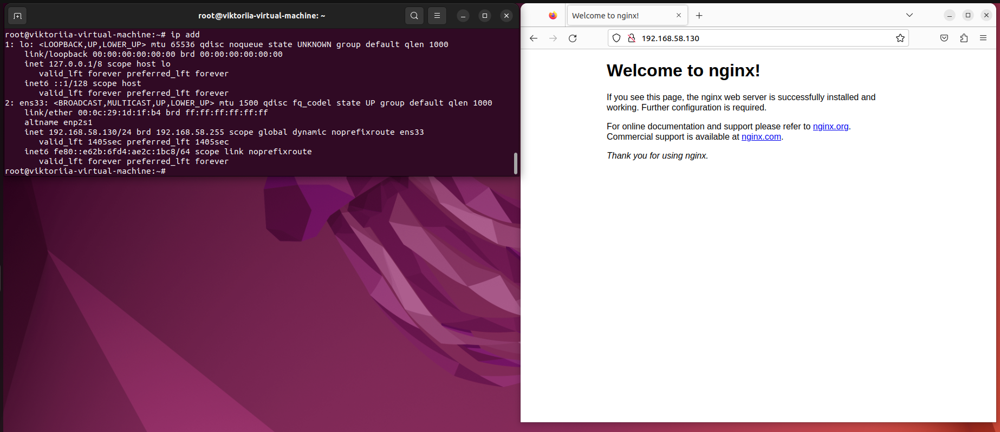 root@viktoriia-virtual-machine: ~
root@viktoriia-virtual-machine:~# ip add
1: lo: <LOOPBACK,UP,LOWER_UP> mtu 65536 qdisc noqueue state UNKNOWN group default qlen 1000
    link/loopback 00:00:00:00:00:00 brd 00:00:00:00:00:00
    inet 127.0.0.1/8 scope host lo
       valid_lft forever preferred_lft forever
    inet6 ::1/128 scope host
       valid_lft forever preferred_lft forever
2: ens33: <BROADCAST,MULTICAST,UP,LOWER_UP> mtu 1500 qdisc fq_codel state UP group default qlen 1000
    link/ether 00:0c:29:1d:1f:b4 brd ff:ff:ff:ff:ff:ff
    altname enp2s1
    inet 192.168.58.130/24 brd 192.168.58.255 scope global dynamic noprefixroute ens33
       valid_lft 1405sec preferred_lft 1405sec
    inet6 fe80::e62b:6fd4:ae2c:1bc8/64 scope link noprefixroute
       valid_lft forever preferred_lft forever
root@viktoriia-virtual-machine:~#
Welcome to nginx!
192.168.58.130
Welcome to nginx!
If you see this page, the nginx web server is successfully installed and
working. Further configuration is required.
For online documentation and support please refer to nginx.org.
Commercial support is available at nginx.com.
Thank you for using nginx.